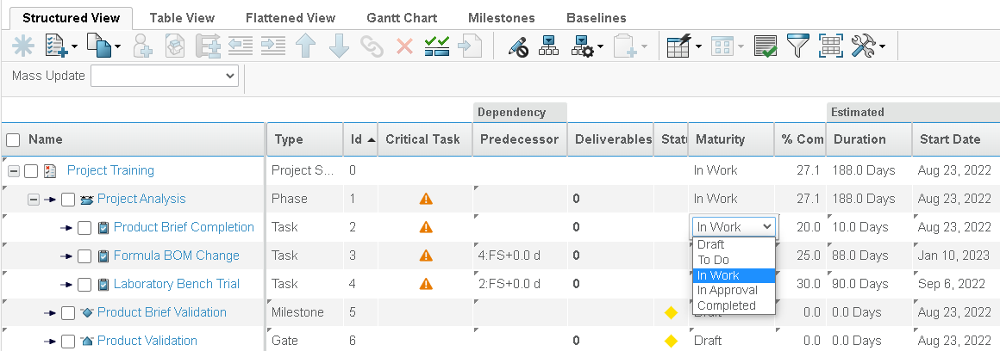 Structured View Table View Flattened View Gantt Chart Milestones Baselines
Mass Update
Dependency Estimated
Name Type Id Critical Task Predecessor Deliverables Stat Maturity % Com Duration Start Date
Project Training Project S... 0 In Work 27.1 188.0 Days Aug 23, 2022
Project Analysis Phase 1 0 In Work 27.1 188.0 Days Aug 23, 2022
Product Brief Completion Task 2 0 In Work 20.0 10.0 Days Aug 23, 2022
Draft
Formula BOM Change Task 3 4:FS+0.0 d 0 To Do 25.0 88.0 Days Jan 10, 2023
In Work
Laboratory Bench Trial Task 4 2:FS+0.0 d 0 In Approval 30.0 90.0 Days Sep 6, 2022
Completed
Product Brief Validation Milestone 5 Draft 0.0 0.0 Days Aug 23, 2022
Product Validation Gate 6 0 Draft 0.0 0.0 Days Aug 23, 2022